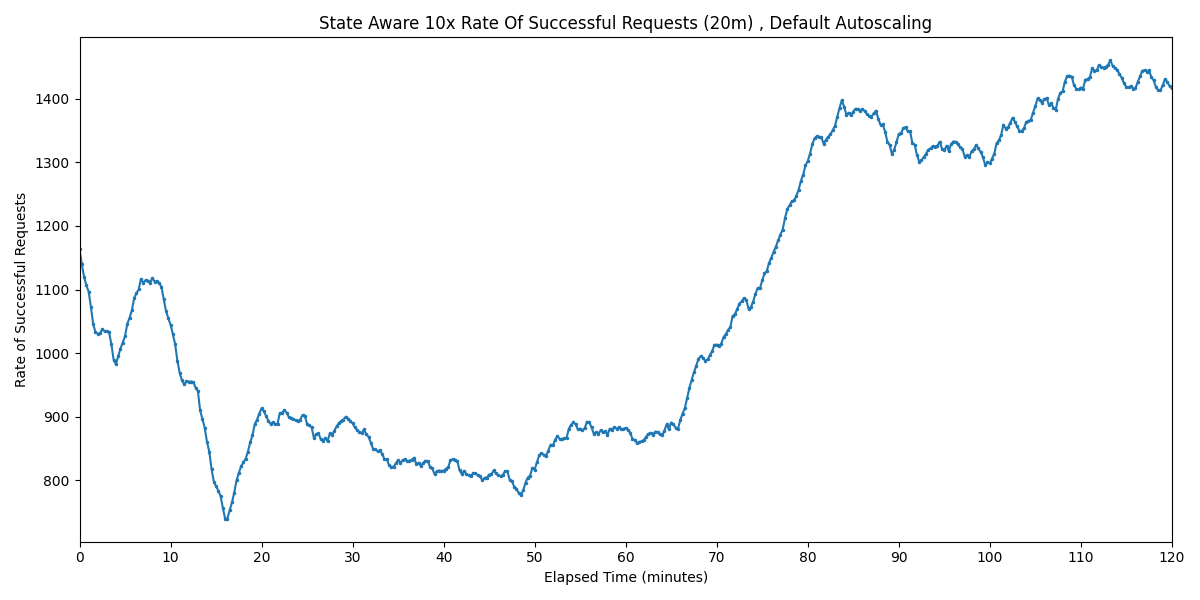 State Aware 10x Rate Of Successful Requests (20m) , Default Autoscaling
Rate of Successful Requests
1400
1300
1200
1100
1000
900
800
0 10 20 30 40 50 60 70 80 90 100 110 120
Elapsed Time (minutes)